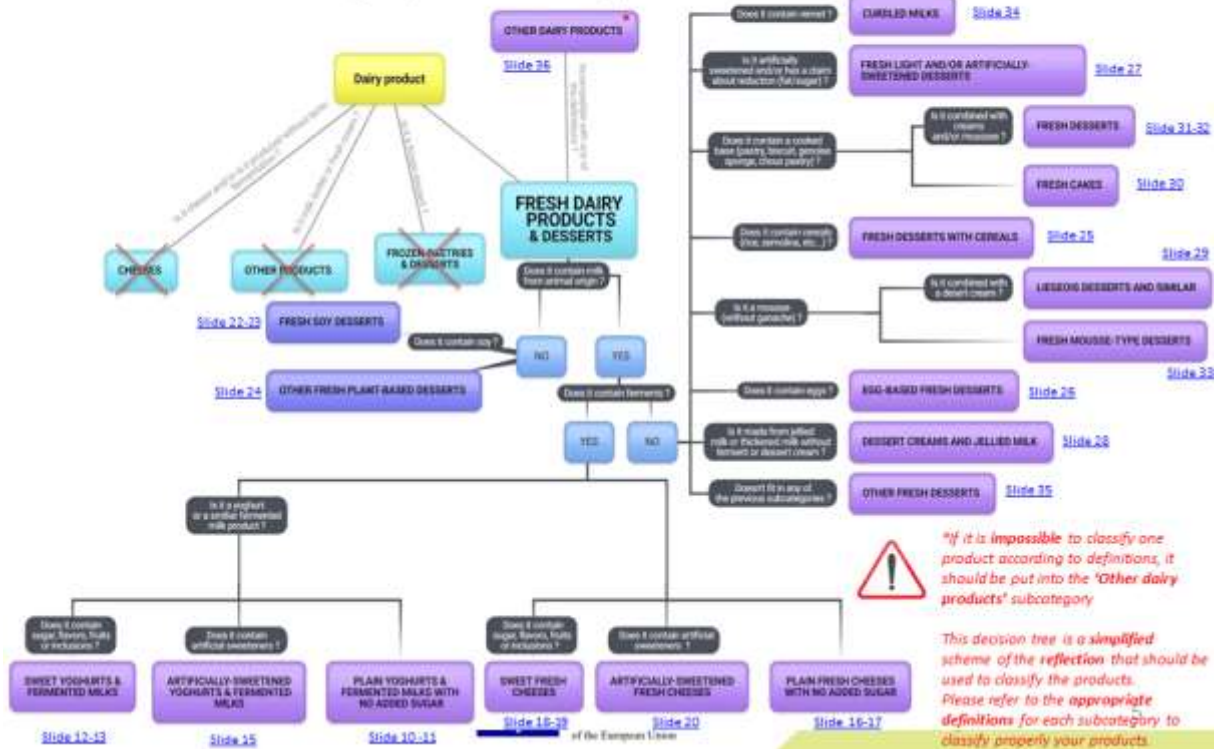 OTHER DAIRY PRODUCTS
*
Slide 36
Dairy product
Is it a frozen product ?
FRESH DAIRY
PRODUCTS
& DESSERTS
CHEESES
OTHER PRODUCTS
FROZEN PASTRIES
& DESSERTS
Does it contain milk
from animal origin ?
Slide 22-23
FRESH SOY DESSERTS
Does it contain soy ?
NO
YES
Slide 24
OTHER FRESH PLANT-BASED DESSERTS
Does it contain ferments ?
YES
NO
Does it contain rennet ?
CURDLED MILKS
Slide 34
Is it artificially
sweetened and/or has a claim
about reduction (fat/sugar) ?
FRESH LIGHT AND/OR ARTIFICIALLY-
SWEETENED DESSERTS
Slide 27
Does it contain a cooked
base (pastry, biscuit, genoise
sponge, choux pastry) ?
Is it combined with
creams
and/or mousses ?
FRESH DESSERTS
Slide 31-32
FRESH CAKES
Slide 30
Does it contain cereals
(rice, semolina, etc...) ?
FRESH DESSERTS WITH CEREALS
Slide 25
Slide 29
Is it a mousse
(without ganache) ?
Is it combined with
a desert cream ?
LIEGEOIS DESSERTS AND SIMILAR
FRESH MOUSSE-TYPE DESSERTS
Slide 33
Does it contain eggs ?
EGG-BASED FRESH DESSERTS
Slide 26
Is it made from jellied
milk or thickened milk without
ferment or dessert cream ?
DESSERT CREAMS AND JELLIED MILK
Slide 28
Doesn't fit in any of
the previous subcategories ?
OTHER FRESH DESSERTS
Slide 35
Is it a yoghurt
or a similar fermented
milk product ?
Does it contain
sugar, flavors, fruits
or inclusions ?
SWEET YOGHURTS &
FERMENTED MILKS
Slide 12-13
Does it contain
artificial sweeteners ?
ARTIFICIALLY-SWEETENED
YOGHURTS & FERMENTED
MILKS
Slide 15
PLAIN YOGHURTS &
FERMENTED MILKS WITH
NO ADDED SUGAR
Slide 10-11
Does it contain
sugar, flavors, fruits
or inclusions ?
SWEET FRESH
CHEESES
Slide 18-19
Does it contain artificial
sweeteners ?
ARTIFICIALLY-SWEETENED
FRESH CHEESES
Slide 20
PLAIN FRESH CHEESES
WITH NO ADDED SUGAR
Slide 16-17
of the European Union
*If it is impossible to classify one
product according to definitions, it
should be put into the 'Other dairy
products' subcategory
This decision tree is a simplified
scheme of the reflection that should be
used to classify the products.
Please refer to the appropriate
definitions for each subcategory to
classify properly your products.